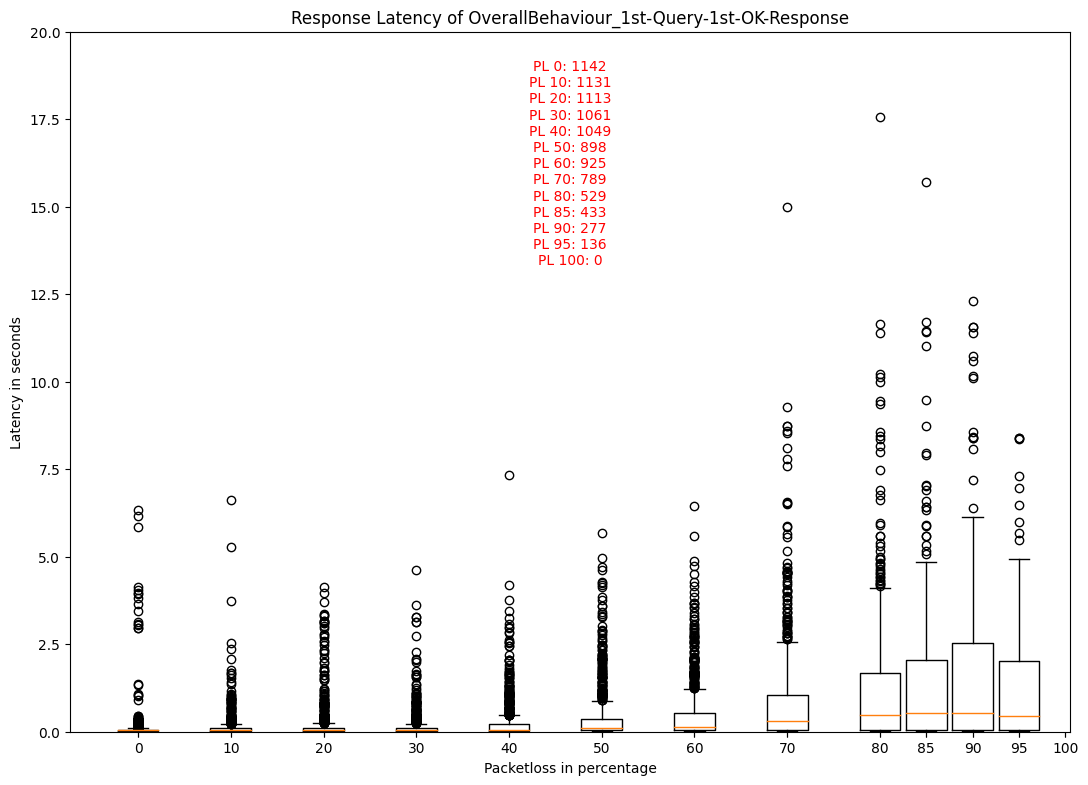 Response Latency of OverallBehaviour_1st-Query-1st-OK-Response
20.0
17.5
15.0
12.5
10.0
7.5
5.0
2.5
0.0
Latency in seconds
PL 0: 1142
PL 10: 1131
PL 20: 1113
PL 30: 1061
PL 40: 1049
PL 50: 898
PL 60: 925
PL 70: 789
PL 80: 529
PL 85: 433
PL 90: 277
PL 95: 136
PL 100: 0
0 10 20 30 40 50 60 70 80 85 90 95 100
Packetloss in percentage